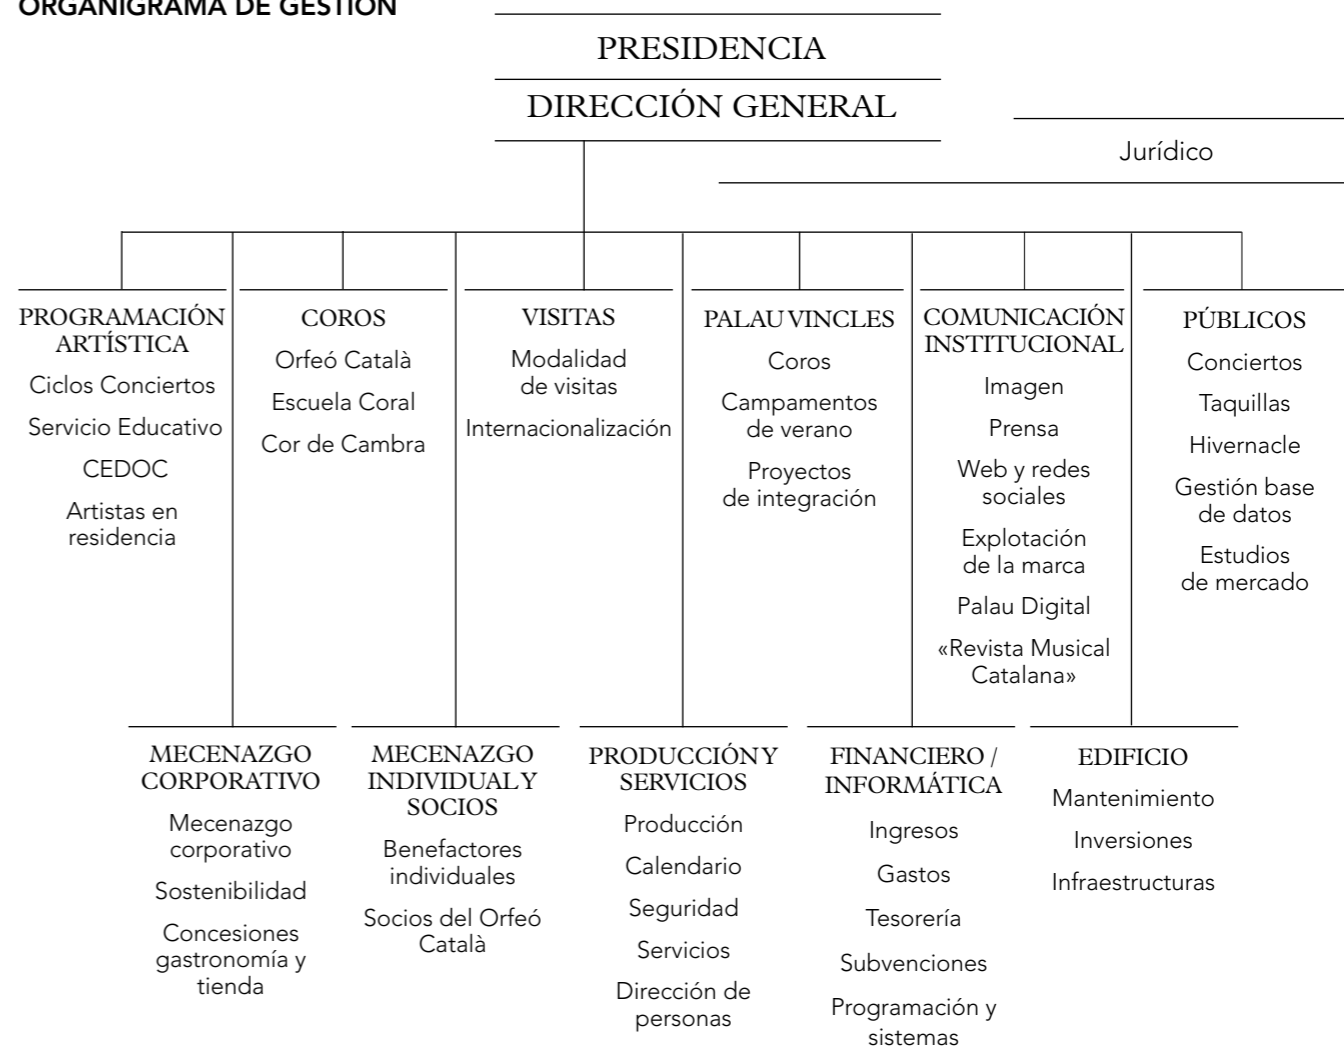 ORGANIGRAMA DE GESTIÓN
PRESIDENCIA
DIRECCIÓN GENERAL
Jurídico
PROGRAMACIÓN
ARTÍSTICA
Ciclos Conciertos
Servicio Educativo
CEDOC
Artistas en
residencia
COROS
Orfeó Català
Escuela Coral
Cor de Cambra
VISITAS
Modalidad
de visitas
Internacionalización
PALAU VINCLES
Coros
Campamentos
de verano
Proyectos
de integración
COMUNICACIÓN
INSTITUCIONAL
Imagen
Prensa
Web y redes
sociales
Explotación
de la marca
Palau Digital
«Revista Musical
Catalana»
PÚBLICOS
Conciertos
Taquillas
Hivernacle
Gestión base
de datos
Estudios
de mercado
MECENAZGO
CORPORATIVO
Mecenazgo
corporativo
Sostenibilidad
Concesiones
gastronomía y
tienda
MECENAZGO
INDIVIDUAL Y
SOCIOS
Benefactores
individuales
Socios del Orfeó
Català
PRODUCCIÓN Y
SERVICIOS
Producción
Calendario
Seguridad
Servicios
Dirección de
personas
FINANCIERO /
INFORMÁTICA
Ingresos
Gastos
Tesorería
Subvenciones
Programación y
sistemas
EDIFICIO
Mantenimiento
Inversiones
Infraestructuras